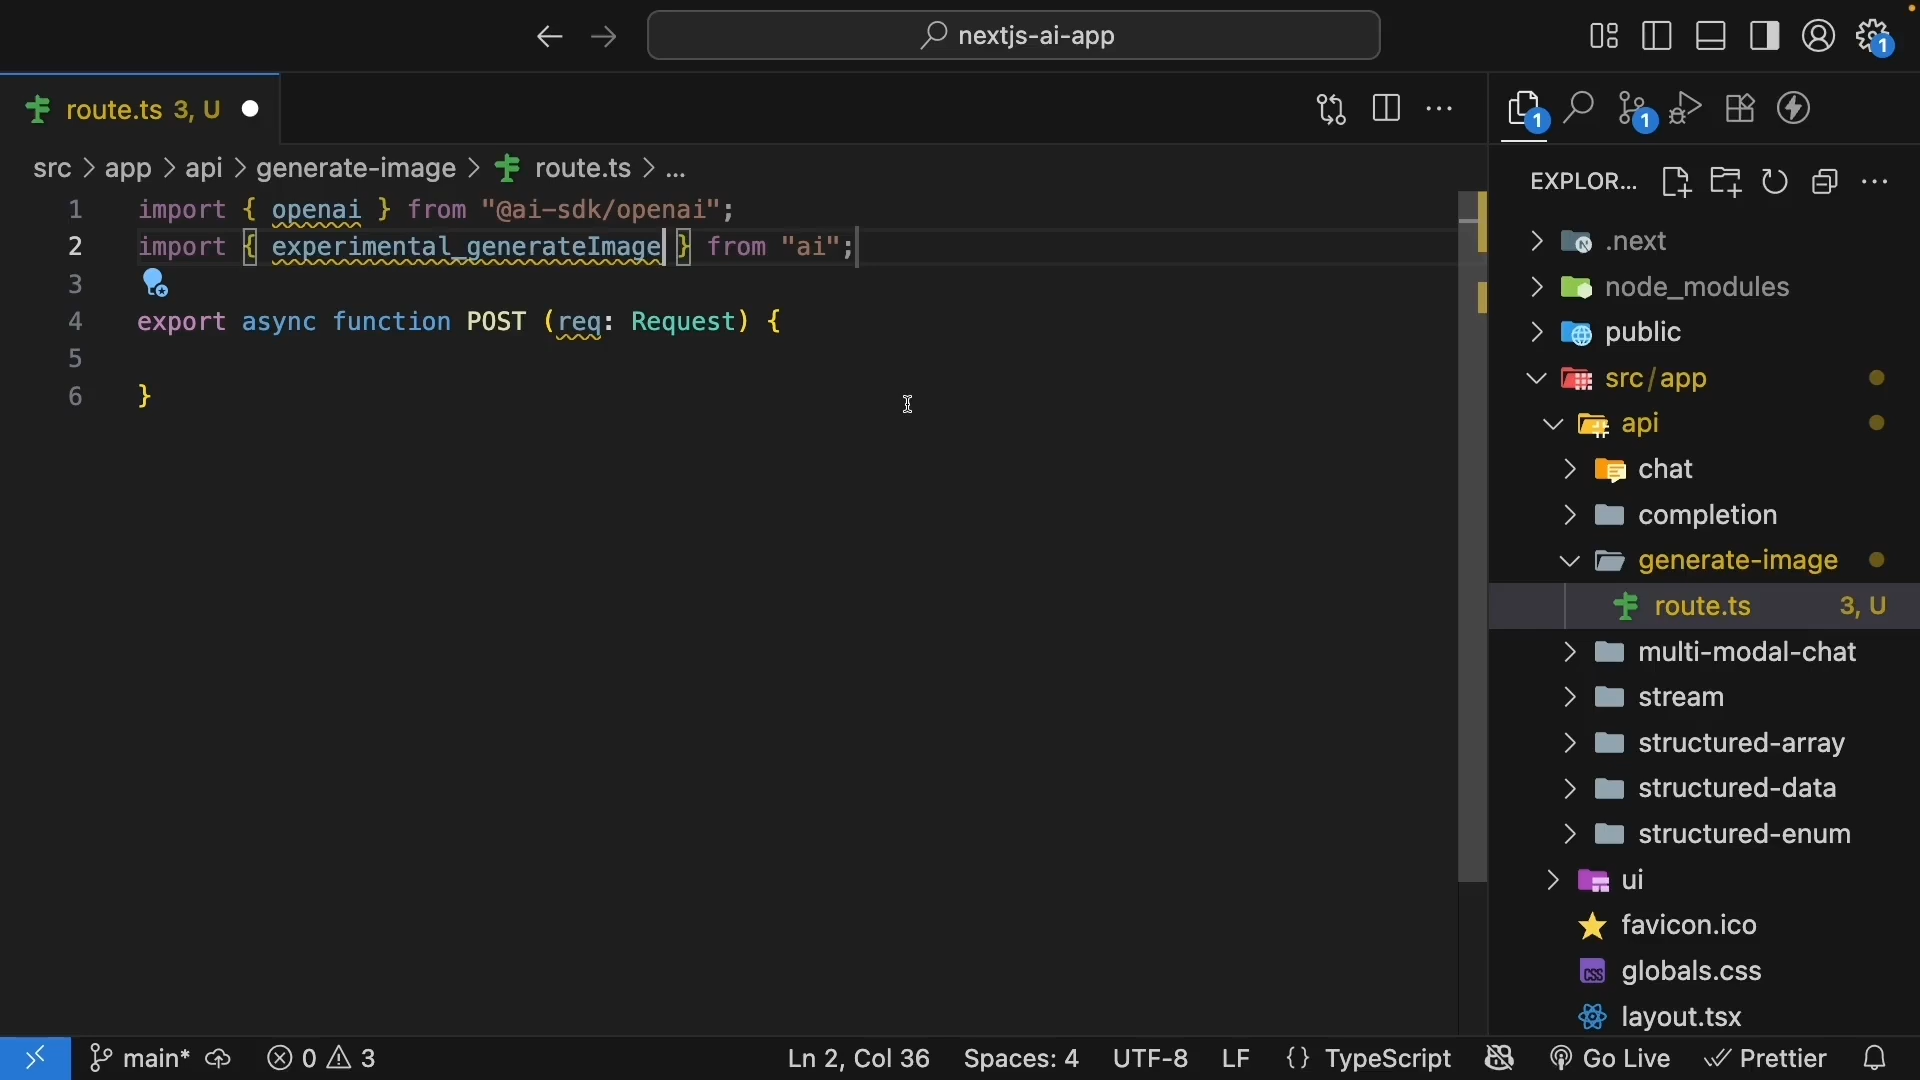 nextjs-ai-app
1
route.ts 3, U
1
1
src > app > api > generate-image > route.ts > ...
EXPLOR...
1 import { openai } from "@ai-sdk/openai";
2 import { experimental_generateImage } from "ai";
3
4 export async function POST (req: Request) {
5
6 }
.next
node_modules
public
src/app
api
chat
completion
generate-image
route.ts 3, U
multi-modal-chat
stream
structured-array
structured-data
structured-enum
ui
favicon.ico
globals.css
layout.tsx
main* 0 3 Ln 2, Col 36 Spaces: 4 UTF-8 LF {} TypeScript Go Live Prettier